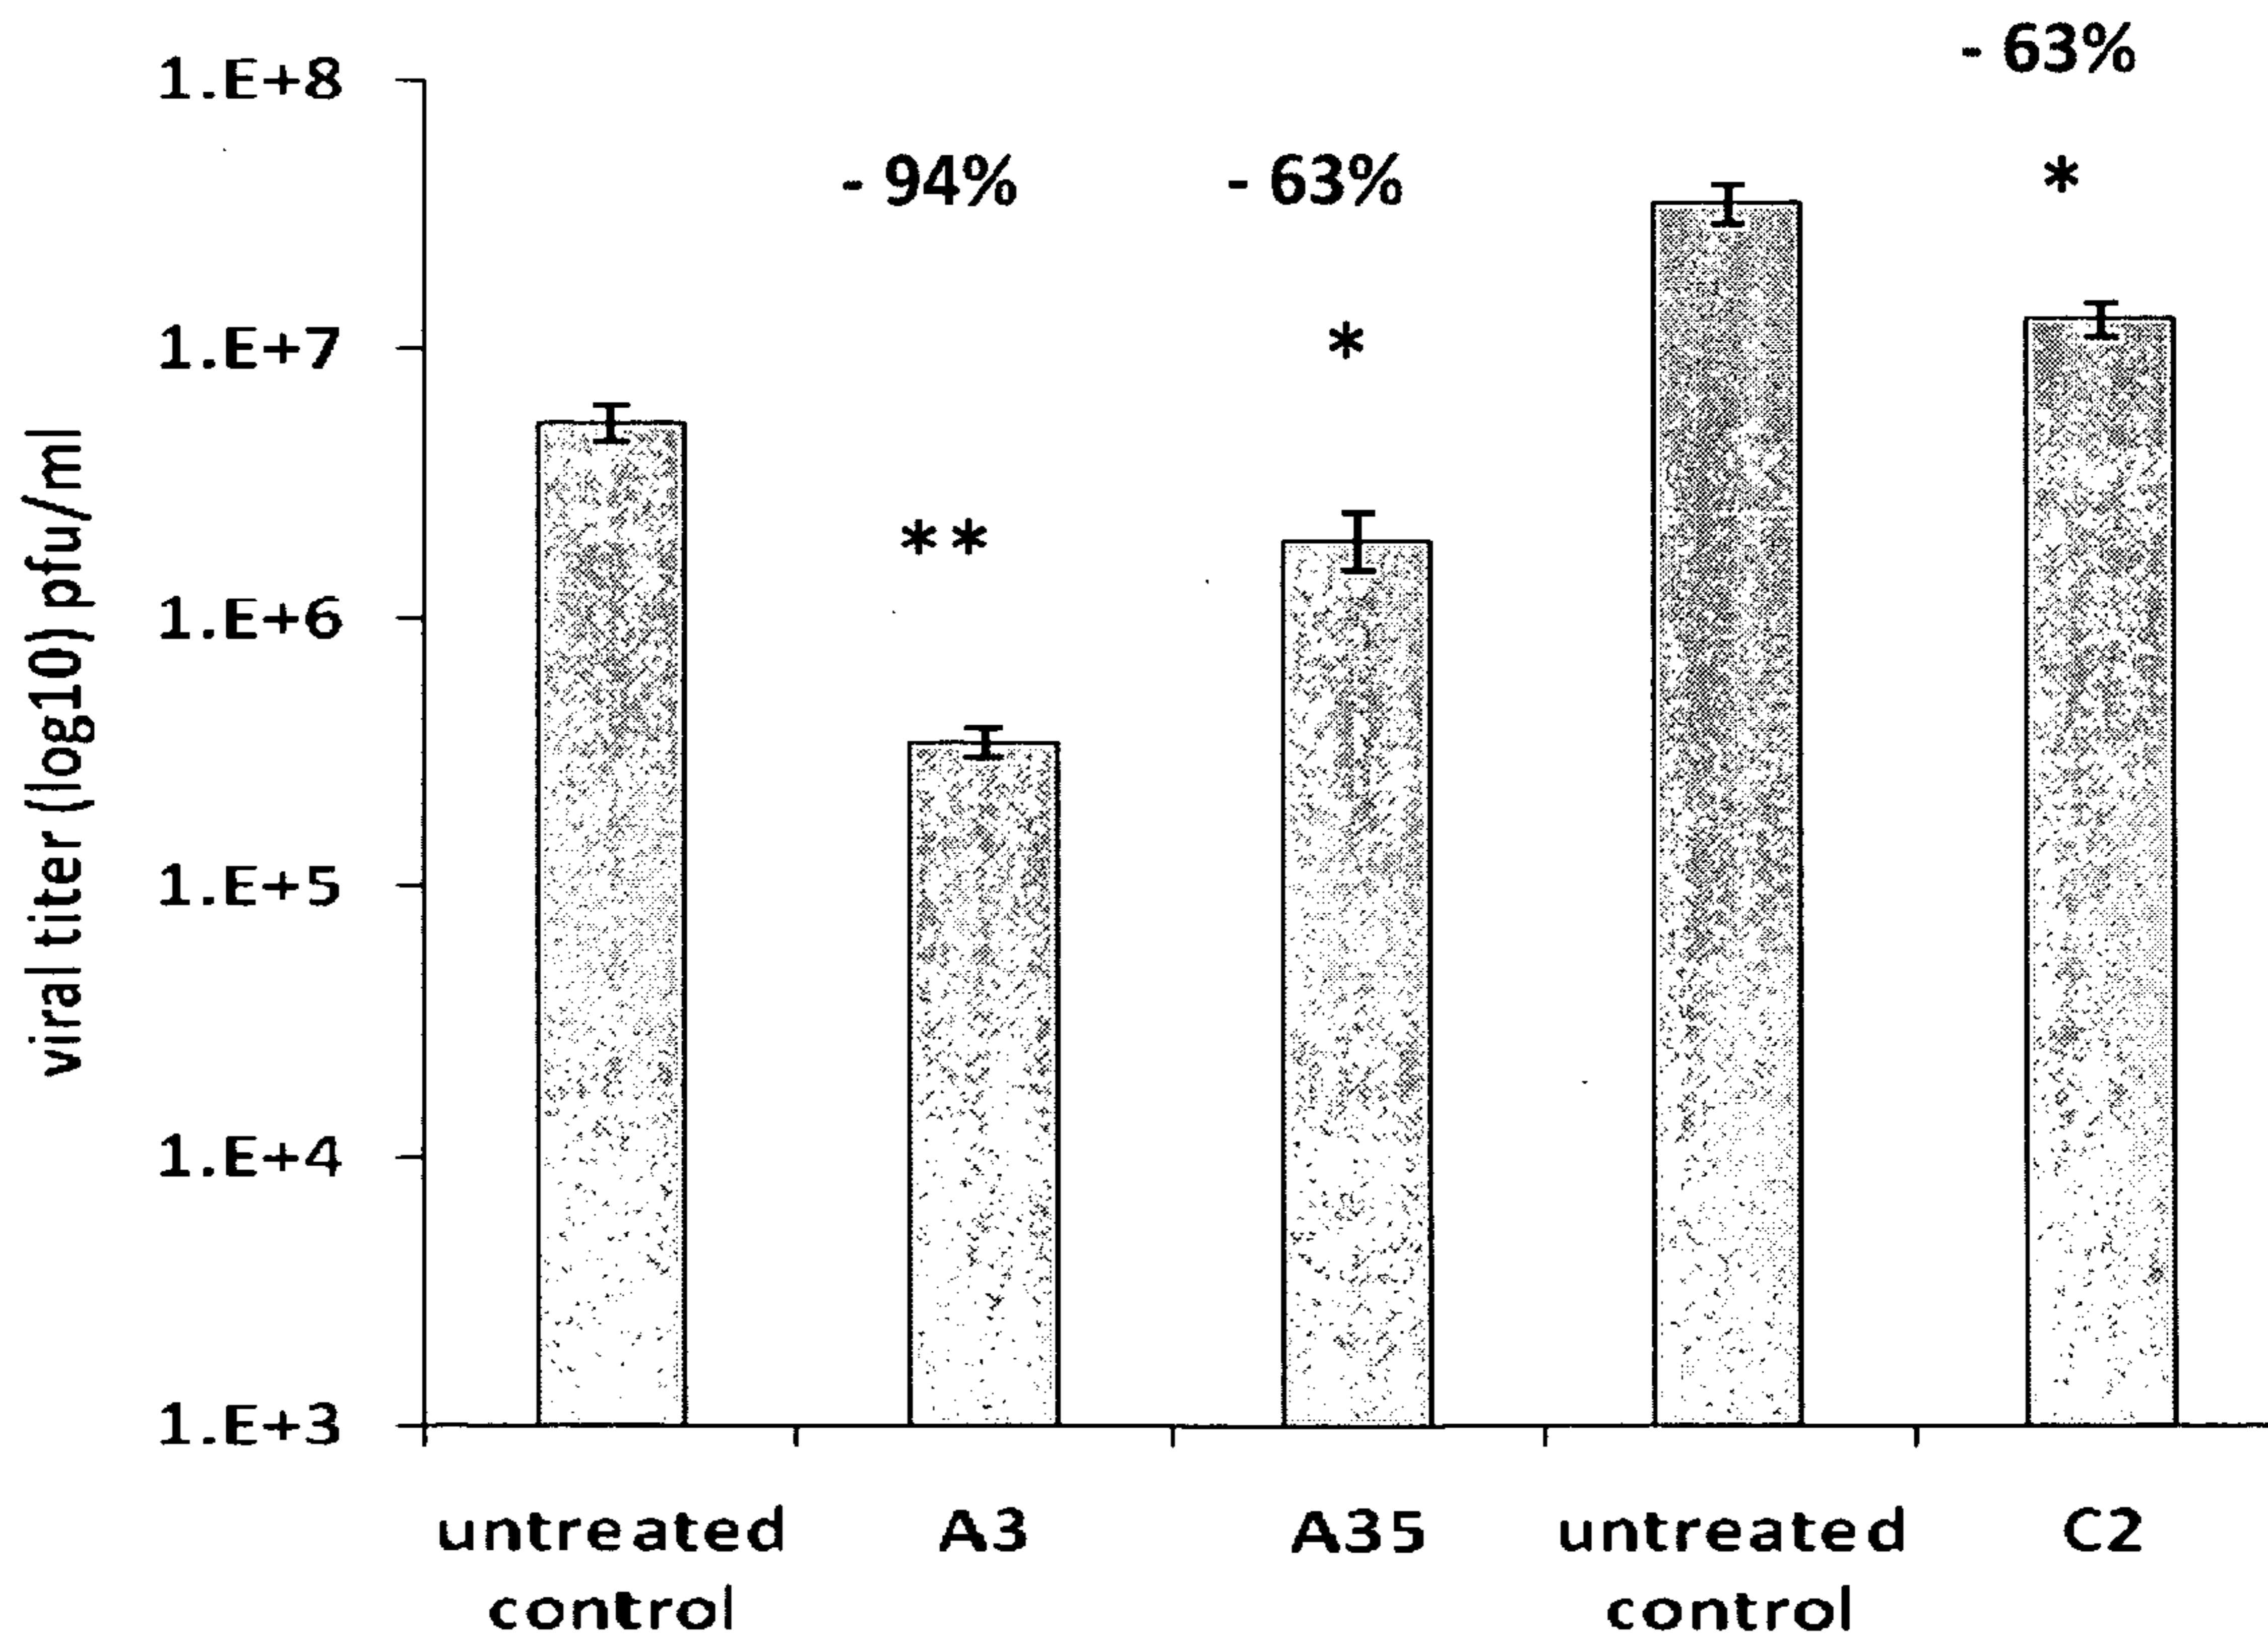 - 63%
1.E+8
- 94%
- 63%
*
1.E+7
*
**
1.E+6
1.E+5
1.E+4
1.E+3
viral titer (log10) pfu/ml
untreated control
A3
A35
untreated control
C2